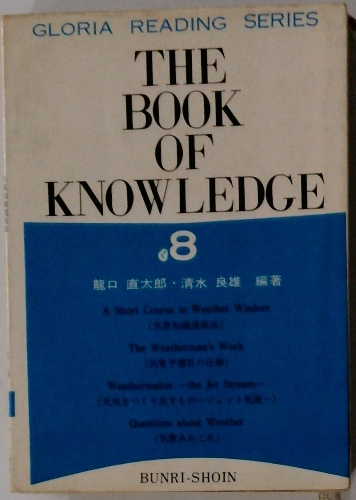 GLORIA READING SERIES
THE
BOOK
OF
KNOWLEDGE
8
龍口 直太郎・清水 良雄 編著
A Short Course in Weather Wisdom
(気象知識速成法)
The Weatherman's Work
(気象予報官の仕事)
Weathermaker —the Jet Stream—
(天気をつくり出すもの―ジェット気流―)
Questions about Weather
(気象あれこれ)
BUNRI-SHOIN